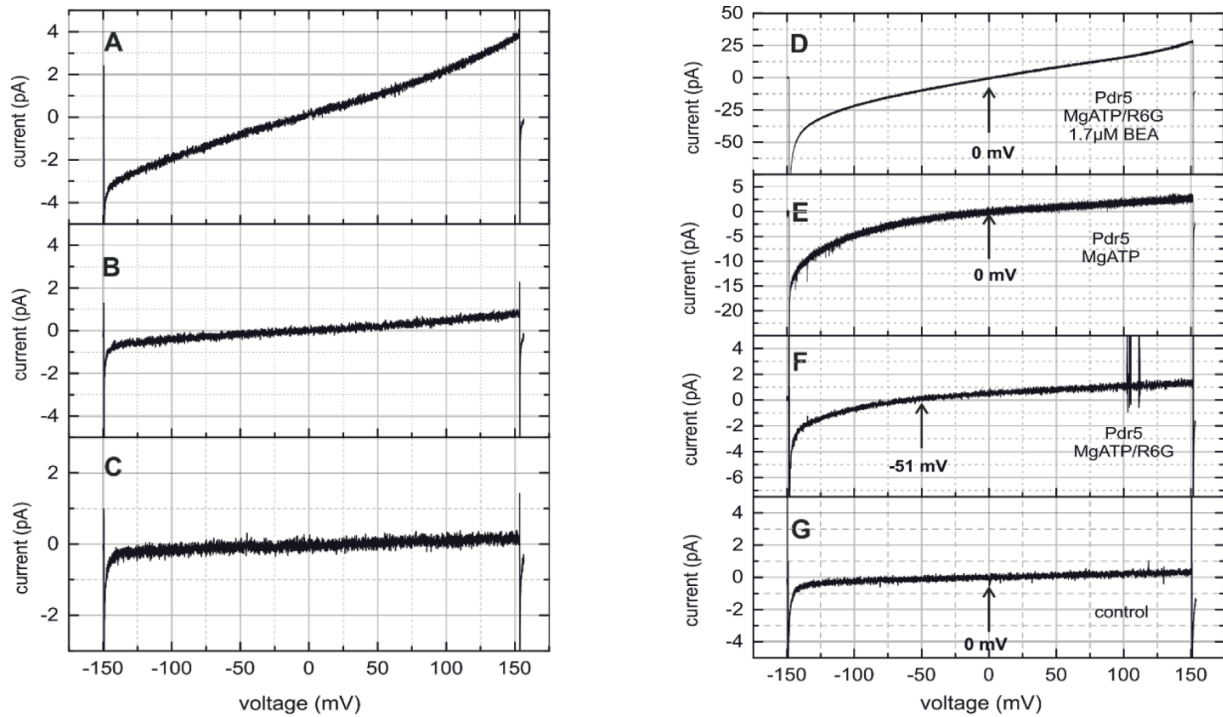 A
current (pA)
4
2
0
-2
-4
B
current (pA)
4
2
0
-2
-4
C
current (pA)
2
0
-2
-150 -100 -50 0 50 100 150
voltage (mV)
D
current (pA)
50
25
0
-25
-50
Pdr5
MgATP/R6G
1.7µM BEA
0 mV
E
current (pA)
5
0
-5
-10
-15
-20
Pdr5
MgATP
0 mV
F
current (pA)
4
2
0
-2
-4
-6
Pdr5
MgATP/R6G
-51 mV
G
current (pA)
4
2
0
-2
-4
control
0 mV
-150 -100 -50 0 50 100 150
voltage (mV)